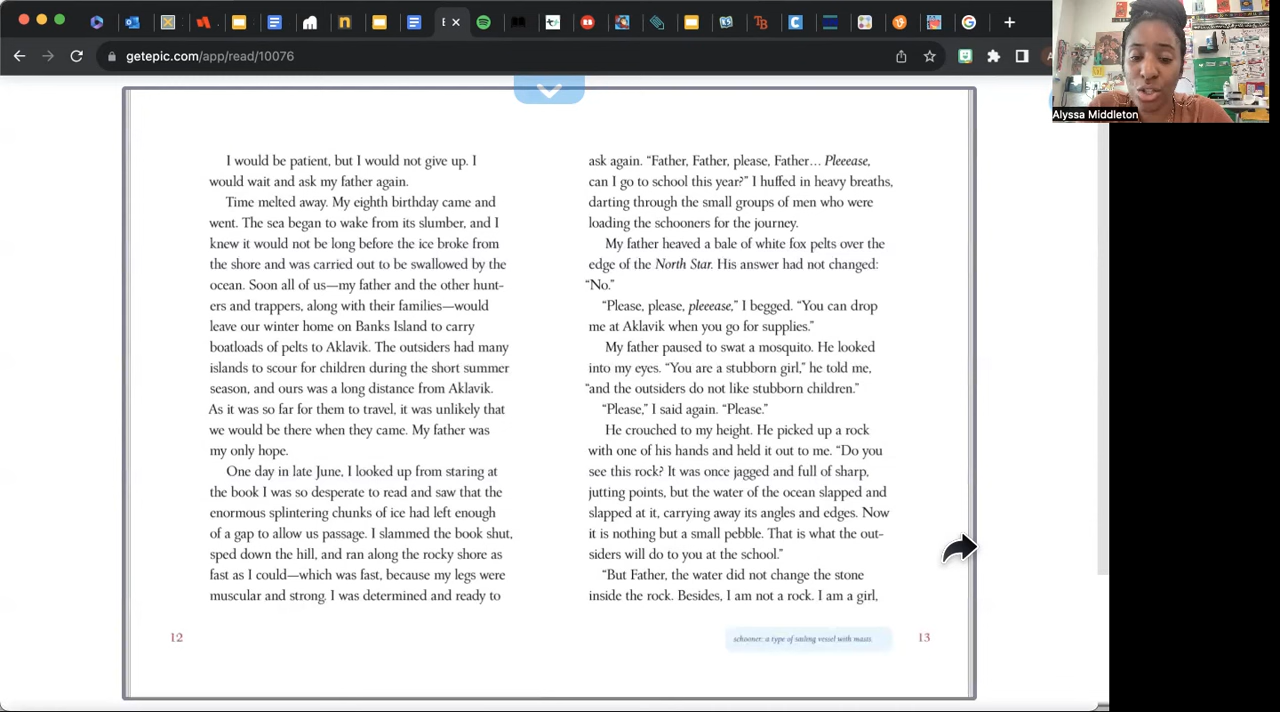 getepic.com/app/read/10076
Alyssa Middleton
I would be patient, but I would not give up. I
would wait and ask my father again.
Time melted away. My eighth birthday came and
went. The sea began to wake from its slumber, and I
knew it would not be long before the ice broke from
the shore and was carried out to be swallowed by the
ocean. Soon all of us—my father and the other hunt-
ers and trappers, along with their families—would
leave our winter home on Banks Island to carry
boatloads of pelts to Aklavik. The outsiders had many
islands to scour for children during the short summer
season, and ours was a long distance from Aklavik.
As it was so far for them to travel, it was unlikely that
we would be there when they came. My father was
my only hope.
One day in late June, I looked up from staring at
the book I was so desperate to read and saw that the
enormous splintering chunks of ice had left enough
of a gap to allow us passage. I slammed the book shut,
sped down the hill, and ran along the rocky shore as
fast as I could—which was fast, because my legs were
muscular and strong. I was determined and ready to
12
ask again. “Father, Father, please, Father… Pleeease,
can I go to school this year?” I huffed in heavy breaths,
darting through the small groups of men who were
loading the schooners for the journey.
My father heaved a bale of white fox pelts over the
edge of the North Star. His answer had not changed:
“No.”
“Please, please, pleeease,” I begged. “You can drop
me at Aklavik when you go for supplies.”
My father paused to swat a mosquito. He looked
into my eyes. “You are a stubborn girl,” he told me,
“and the outsiders do not like stubborn children.”
“Please,” I said again. “Please.”
He crouched to my height. He picked up a rock
with one of his hands and held it out to me. “Do you
see this rock? It was once jagged and full of sharp,
jutting points, but the water of the ocean slapped and
slapped at it, carrying away its angles and edges. Now
it is nothing but a small pebble. That is what the out-
siders will do to you at the school.”
“But Father, the water did not change the stone
inside the rock. Besides, I am not a rock. I am a girl,
schooner: a type of sailing vessel with masts
13